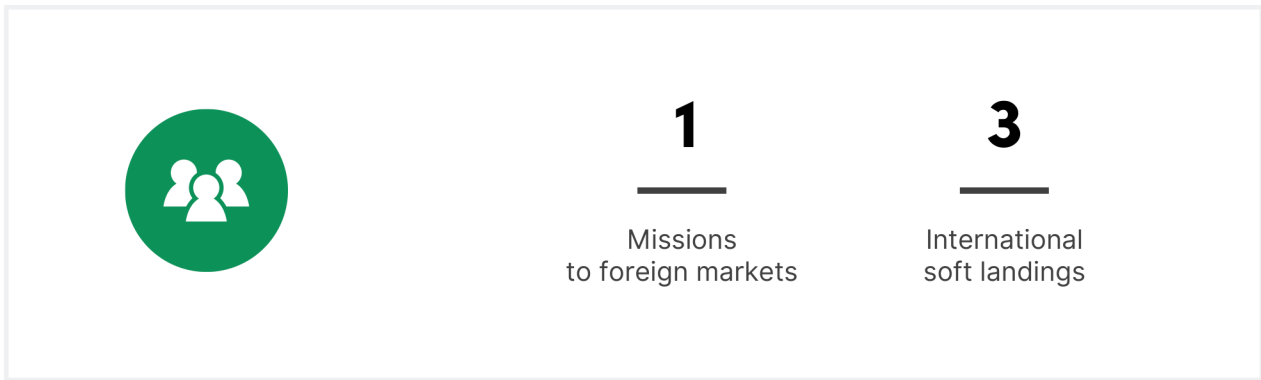 1
Missions
to foreign markets
3
International
soft landings